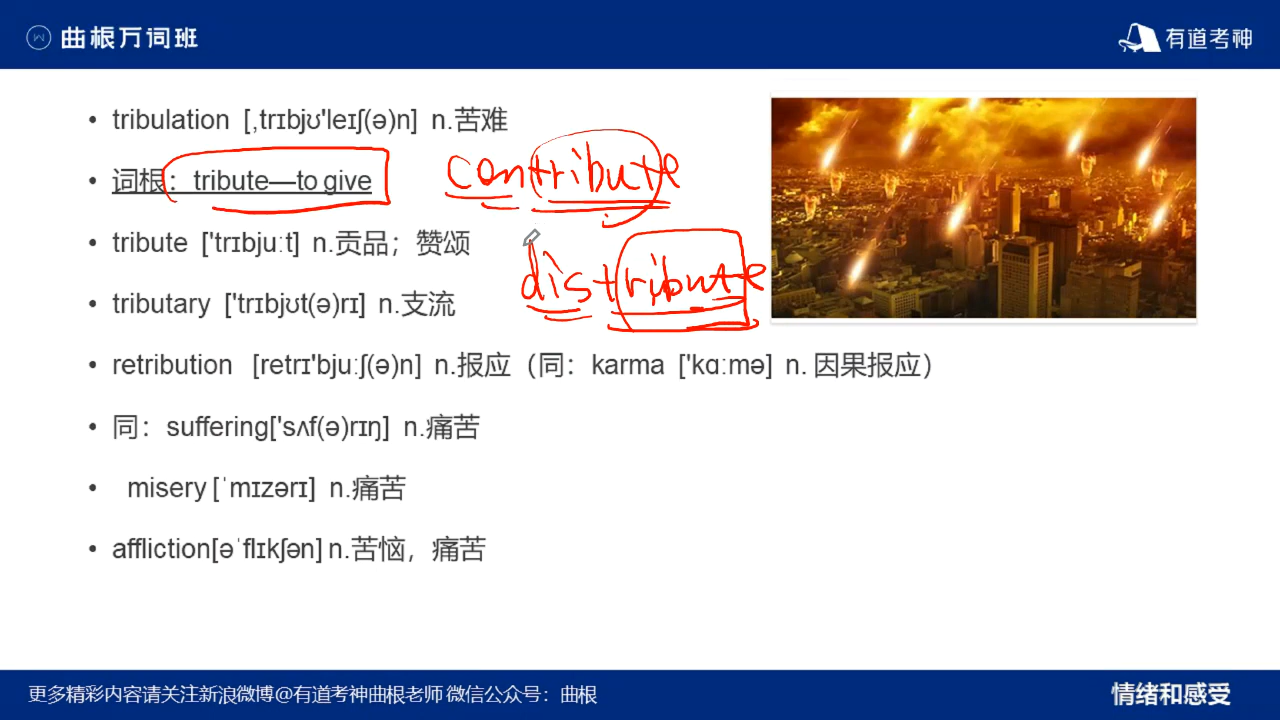 曲根万词班
有道考神
tribulation [ˌtrɪbjʊ'leɪʃ(ə)n] n.苦难
词根：tribute—to give
contribute
tribute ['trɪbjuːt] n.贡品；赞颂
distribute
tributary ['trɪbjʊt(ə)rɪ] n.支流
retribution [retrɪ'bjuːʃ(ə)n] n.报应（同：karma ['kɑːmə] n. 因果报应）
同：suffering['sʌf(ə)rɪŋ] n.痛苦
misery [ˈmɪzərɪ] n.痛苦
affliction[əˈflɪkʃən] n.苦恼，痛苦
更多精彩内容请关注新浪微博@有道考神曲根老师 微信公众号：曲根
情绪和感受